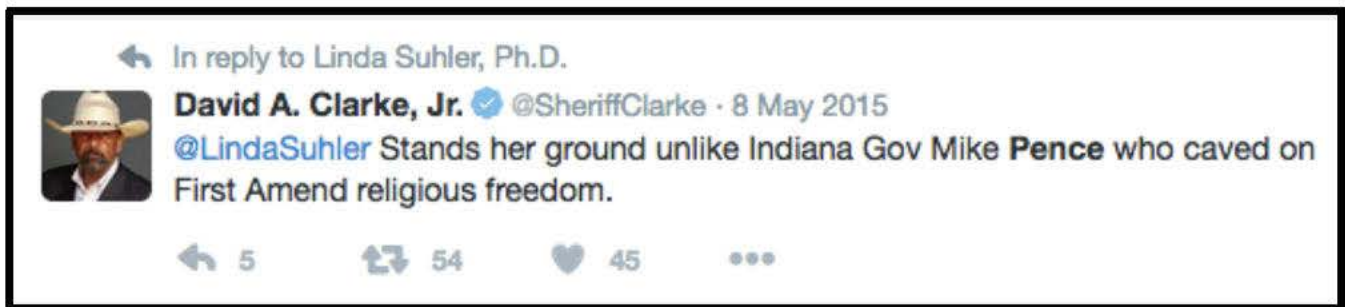 In reply to Linda Suhler, Ph.D.
David A. Clarke, Jr. @SheriffClarke · 8 May 2015
@LindaSuhler Stands her ground unlike Indiana Gov Mike Pence who caved on
First Amend religious freedom.
5 54 45